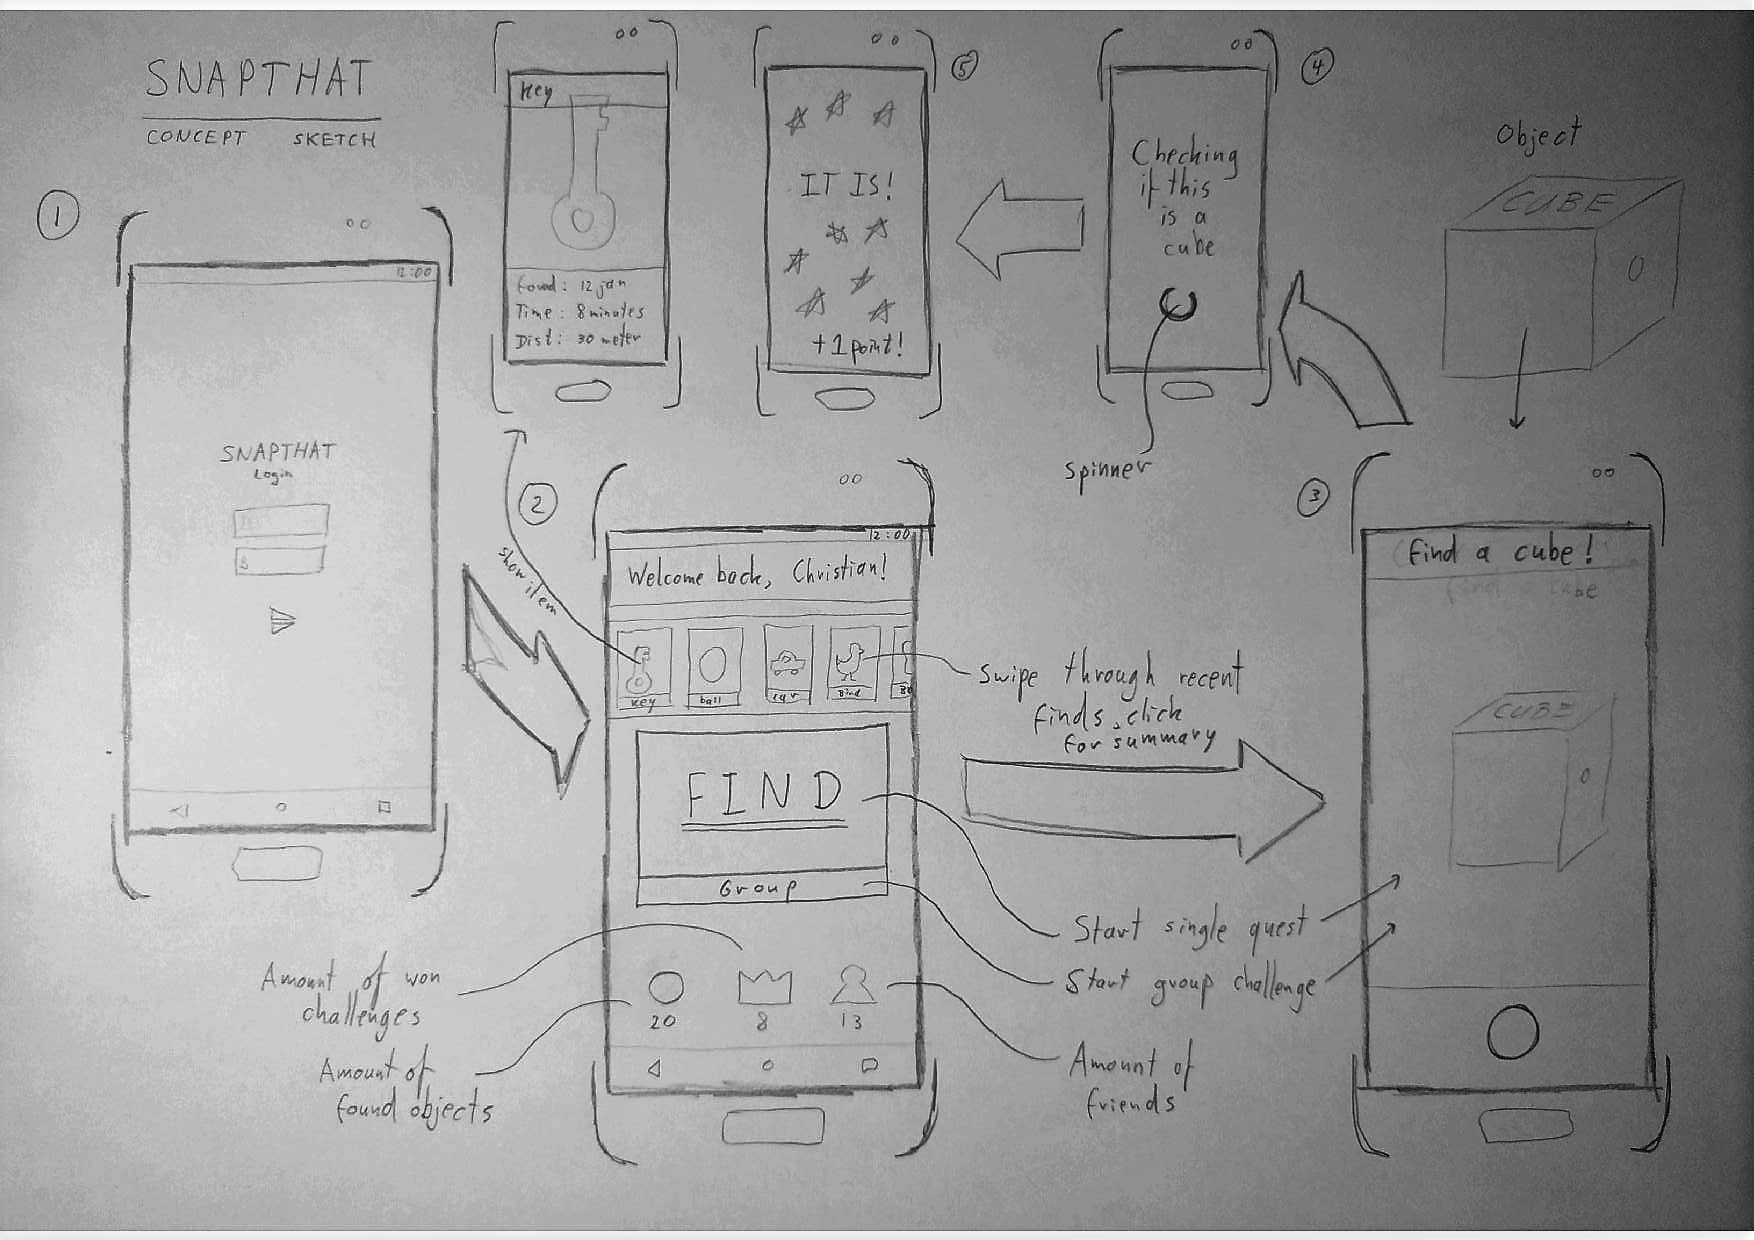 SNAPTHAT
CONCEPT SKETCH
1
12:00
SNAPTHAT
Login
Key
Found: 12 jan
Time: 8 minutes
Dist: 30 meter
5
IT IS!
+1 point!
4
Checking
if this
is a
cube
spinner
Object
CUBE
2
show item
12:00
Welcome back, Christian!
key
ball
car
Bird
Swipe through recent
finds, click
for summary
FIND
Group
Start single quest
Start group challenge
Amount of won
challenges
Amount of
found objects
20
8
13
Amount of
friends
3
Find a cube!
find a cube
CUBE